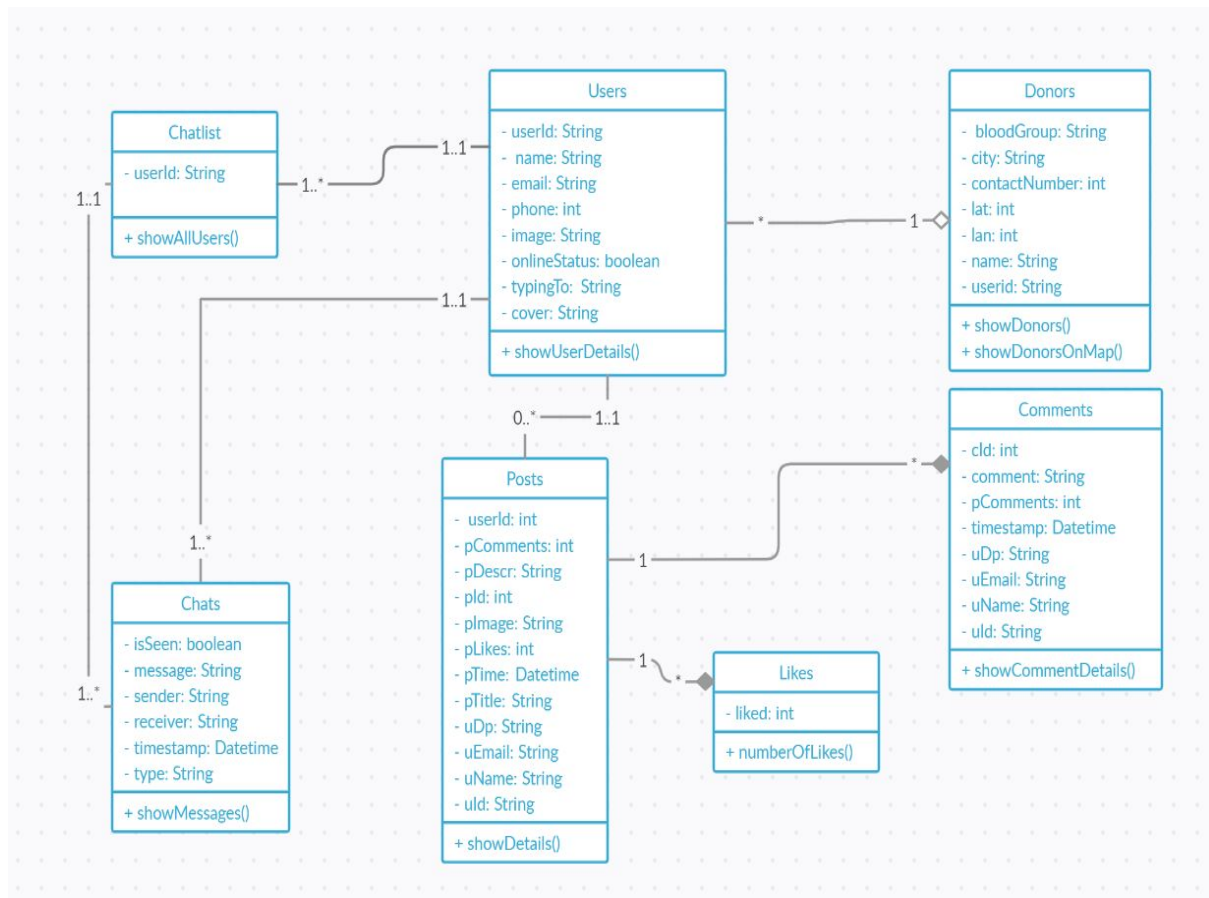 Chatlist
- userId: String
+ showAllUsers()
Users
- userId: String
- name: String
- email: String
- phone: int
- image: String
- onlineStatus: boolean
- typingTo: String
- cover: String
+ showUserDetails()
Donors
- bloodGroup: String
- city: String
- contactNumber: int
- lat: int
- lan: int
- name: String
- userid: String
+ showDonors()
+ showDonorsOnMap()
1..1
1..*
1..1
*
1
1..1
0..*
1..1
Comments
- cId: int
- comment: String
- pComments: int
- timestamp: Datetime
- uDp: String
- uEmail: String
- uName: String
- uId: String
+ showCommentDetails()
*
1
Posts
- userId: int
- pComments: int
- pDescr: String
- pId: int
- pImage: String
- pLikes: int
- pTime: Datetime
- pTitle: String
- uDp: String
- uEmail: String
- uName: String
- uId: String
+ showDetails()
1..*
Chats
- isSeen: boolean
- message: String
- sender: String
- receiver: String
- timestamp: Datetime
- type: String
+ showMessages()
1..*
1
*
Likes
- liked: int
+ numberOfLikes()